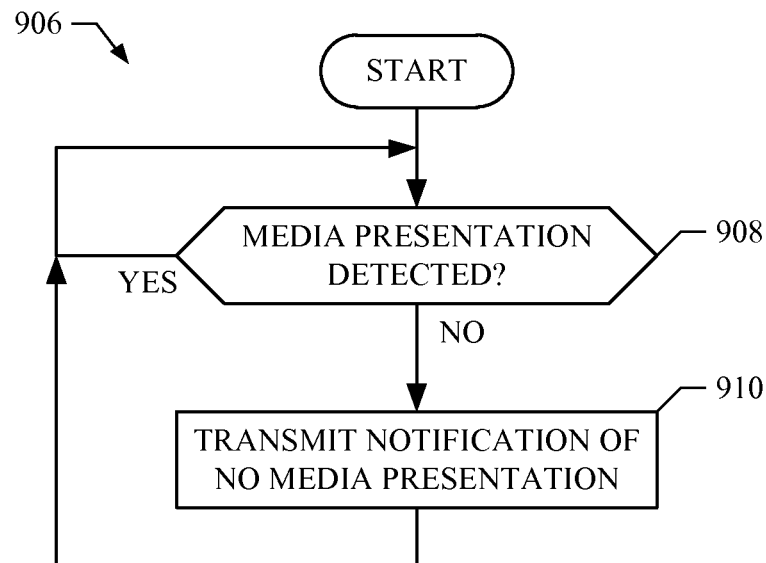 906
START
MEDIA PRESENTATION
DETECTED?
908
YES
NO
910
TRANSMIT NOTIFICATION OF
NO MEDIA PRESENTATION